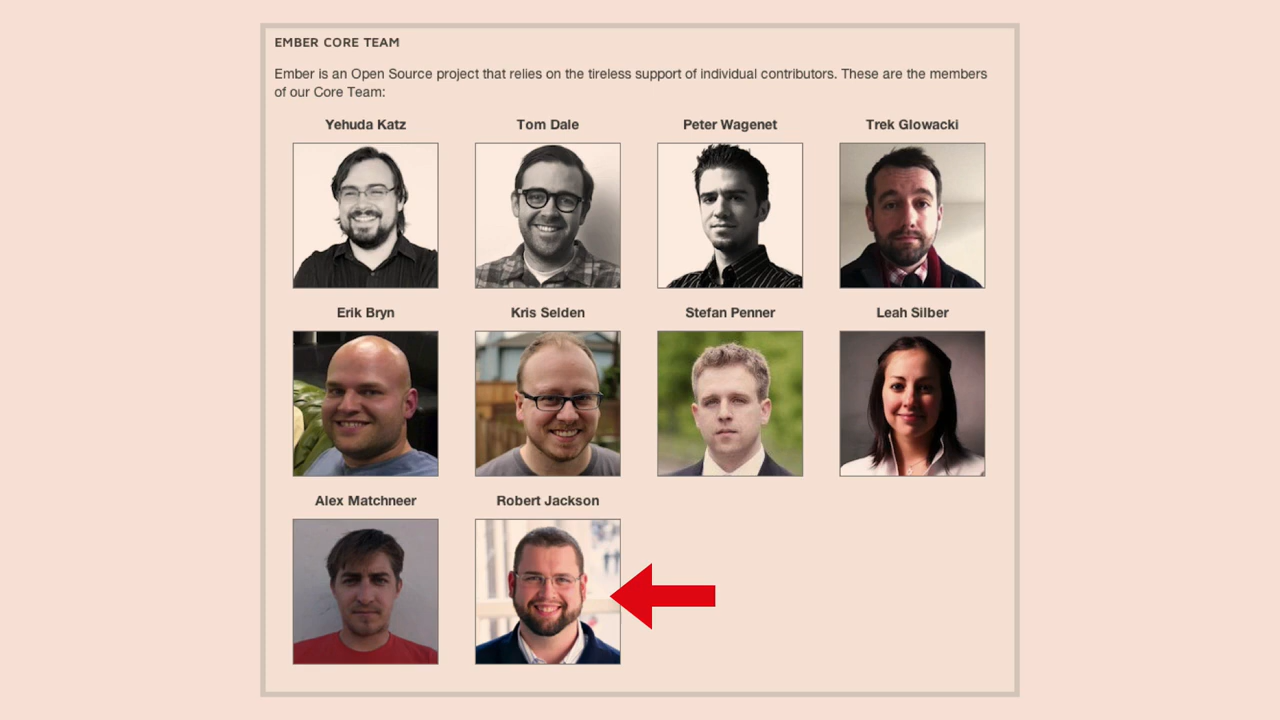 EMBER CORE TEAM
Ember is an Open Source project that relies on the tireless support of individual contributors. These are the members
of our Core Team:
Yehuda Katz
Tom Dale
Peter Wagenet
Trek Glowacki
Erik Bryn
Kris Selden
Stefan Penner
Leah Silber
Alex Matchneer
Robert Jackson